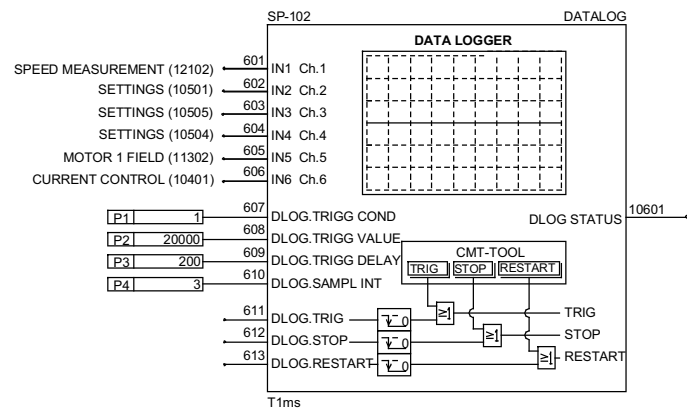 SP-102 DATALOG
DATA LOGGER
SPEED MEASUREMENT (12102) 601 IN1 Ch.1
SETTINGS (10501) 602 IN2 Ch.2
SETTINGS (10505) 603 IN3 Ch.3
SETTINGS (10504) 604 IN4 Ch.4
MOTOR 1 FIELD (11302) 605 IN5 Ch.5
CURRENT CONTROL (10401) 606 IN6 Ch.6
P1 1 607 DLOG.TRIGG COND
DLOG STATUS 10601
P2 20000 608 DLOG.TRIGG VALUE
P3 200 609 DLOG.TRIGG DELAY
P4 3 610 DLOG.SAMPL INT
CMT-TOOL
TRIG STOP RESTART
611 DLOG.TRIG 0 ≥1 TRIG
612 DLOG.STOP 0 ≥1 STOP
613 DLOG.RESTART 0 ≥1 RESTART
T1ms